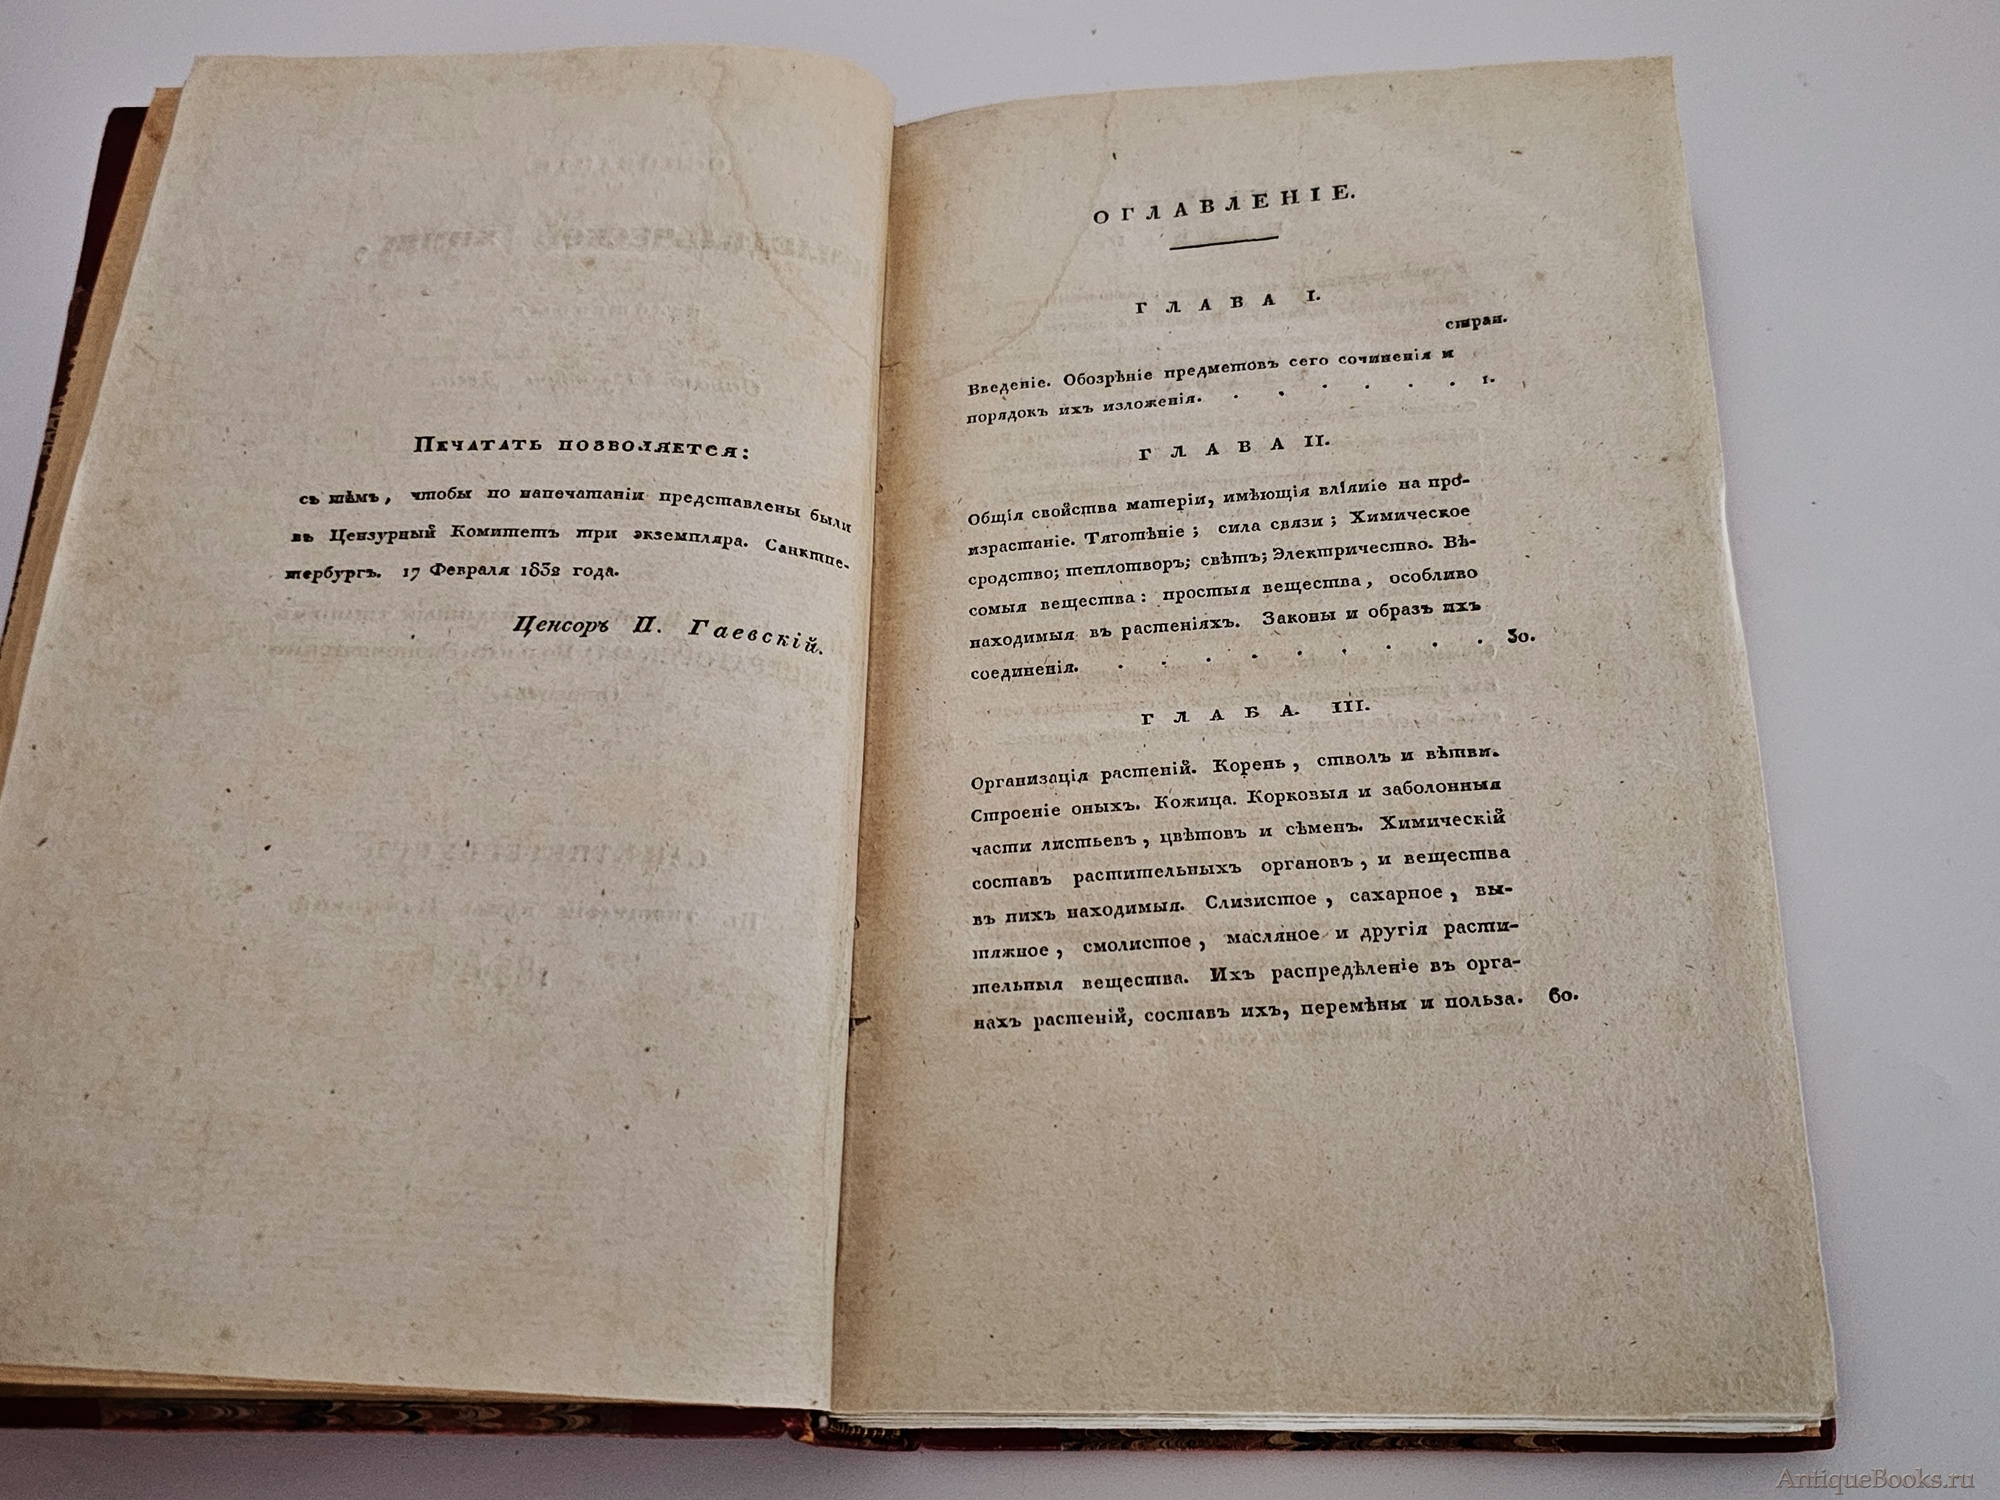 Печатать позволяется:
съ тѣмъ, чтобы по напечатаніи представлены были
въ Цензурный Комитетъ три экземпляра. Санктпе-
тербургъ. 17 Февраля 1832 года.
Ценсоръ П. Гаевскій.
ОГЛАВЛЕНІЕ.
ГЛАВА I.
стран.
Введеніе. Обозрѣніе предметовъ сего сочиненія и
порядокъ ихъ изложенія. . . . . . . . 1.
ГЛАВА II.
Общія свойства матеріи, имѣющія вліяніе на про-
израстаніе. Тяготѣніе; сила связи; Химическое
сродство; теплотворъ; свѣтъ; Электричество. Вѣ-
сомыя вещества: простыя вещества, особливо
находимыя въ растеніяхъ. Законы и образъ ихъ
соединенія. . . . . . . . . . 30.
ГЛАВА. III.
Организація растеній. Корень, стволъ и вѣтви.
Строеніе оныхъ. Кожица. Корковыя и заболонныя
части листьевъ, цвѣтовъ и сѣменъ. Химическій
составъ растительныхъ органовъ, и вещества
въ нихъ находимыя. Слизистое, сахарное, вы-
тяжное, смолистое, масляное и другія расти-
тельныя вещества. Ихъ распредѣленіе въ орга-
нахъ растеній, составъ ихъ, перемѣны и польза. 60.
AntiqueBooks.ru